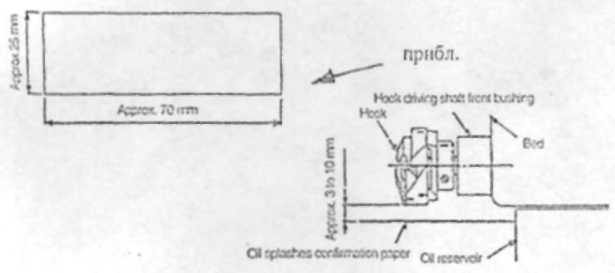 Approx 25 mm
Approx. 70 mm
прибл.
Hook driving shaft front bushing
Hook
Bed
Approx. 3 to 10 mm
Oil splashes confirmation paper
Oil reservoir